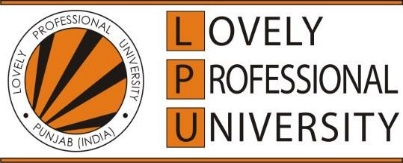 LOVELY PROFESSIONAL UNIVERSITY
• PUNJAB (INDIA) •
LOVELY
PROFESSIONAL
UNIVERSITY